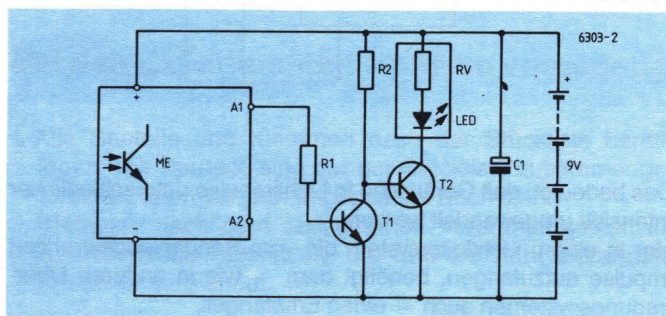 6303-2
R2
RV
+
+
A1
LED
ME
R1
C1
9V
T2
A2
T1
−